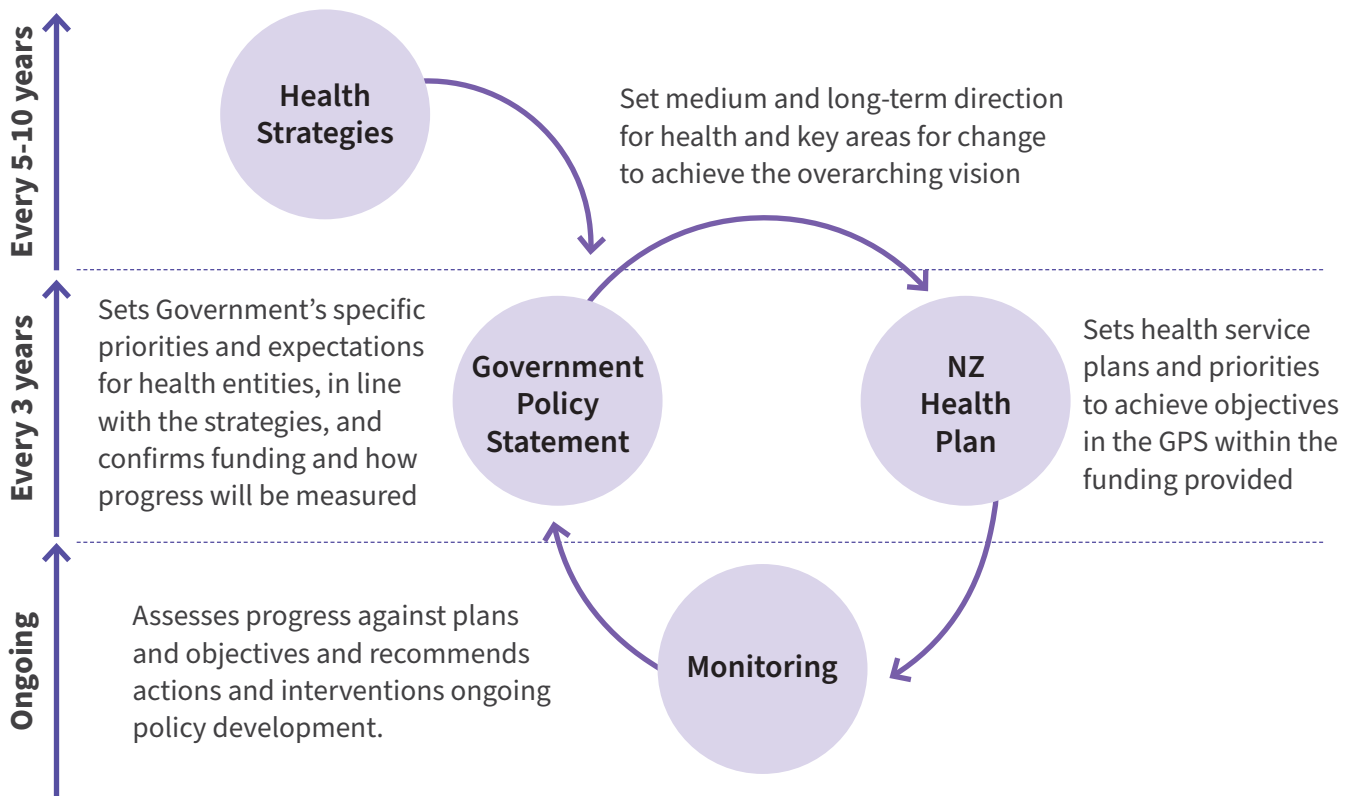 Every 5-10 years
Health
Strategies
Set medium and long-term direction
for health and key areas for change
to achieve the overarching vision
Every 3 years
Sets Government’s specific
priorities and expectations
for health entities, in line
with the strategies, and
confirms funding and how
progress will be measured
Government
Policy
Statement
NZ
Health
Plan
Sets health service
plans and priorities
to achieve objectives
in the GPS within the
funding provided
Ongoing
Assesses progress against plans
and objectives and recommends
actions and interventions ongoing
policy development.
Monitoring